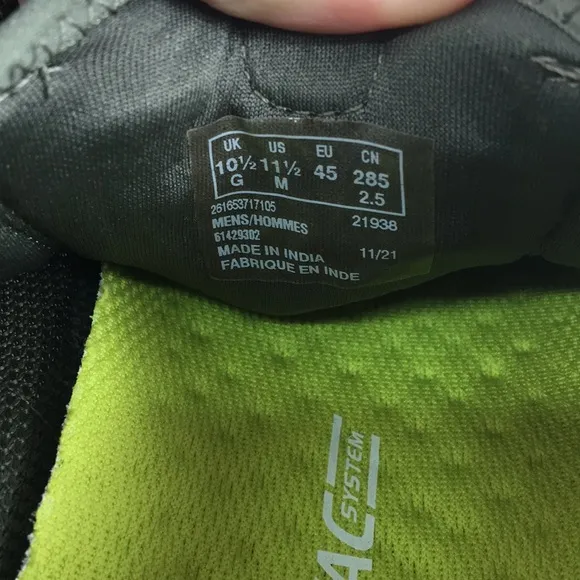 UK US EU CN
10½ 11½ 45 285
G M 2.5
261653717105
MENS/HOMMES 21938
61429302
MADE IN INDIA 11/21
FABRIQUE EN INDE
SYSTEM